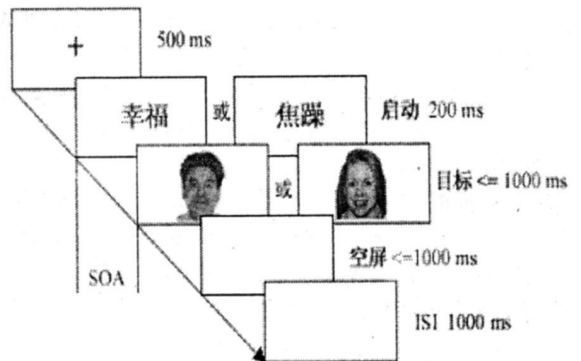 +
500 ms
幸福 或 焦躁 启动 200 ms
或 目标 <= 1000 ms
空屏 <=1000 ms
SOA
ISI 1000 ms